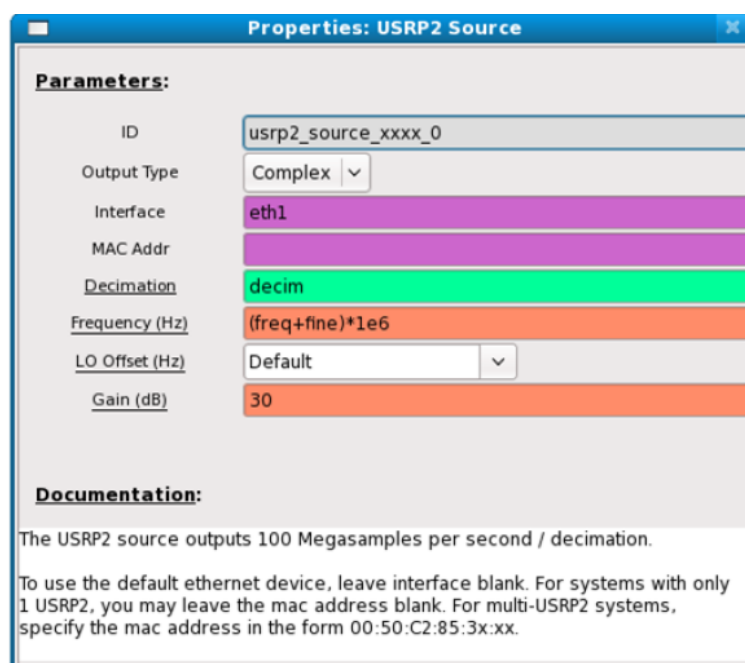 Properties: USRP2 Source
Parameters:
ID usrp2_source_xxxx_0
Output Type Complex
Interface eth1
MAC Addr
Decimation decim
Frequency (Hz) (freq+fine)*1e6
LO Offset (Hz) Default
Gain (dB) 30
Documentation:
The USRP2 source outputs 100 Megasamples per second / decimation.
To use the default ethernet device, leave interface blank. For systems with only
1 USRP2, you may leave the mac address blank. For multi-USRP2 systems,
specify the mac address in the form 00:50:C2:85:3x:xx.